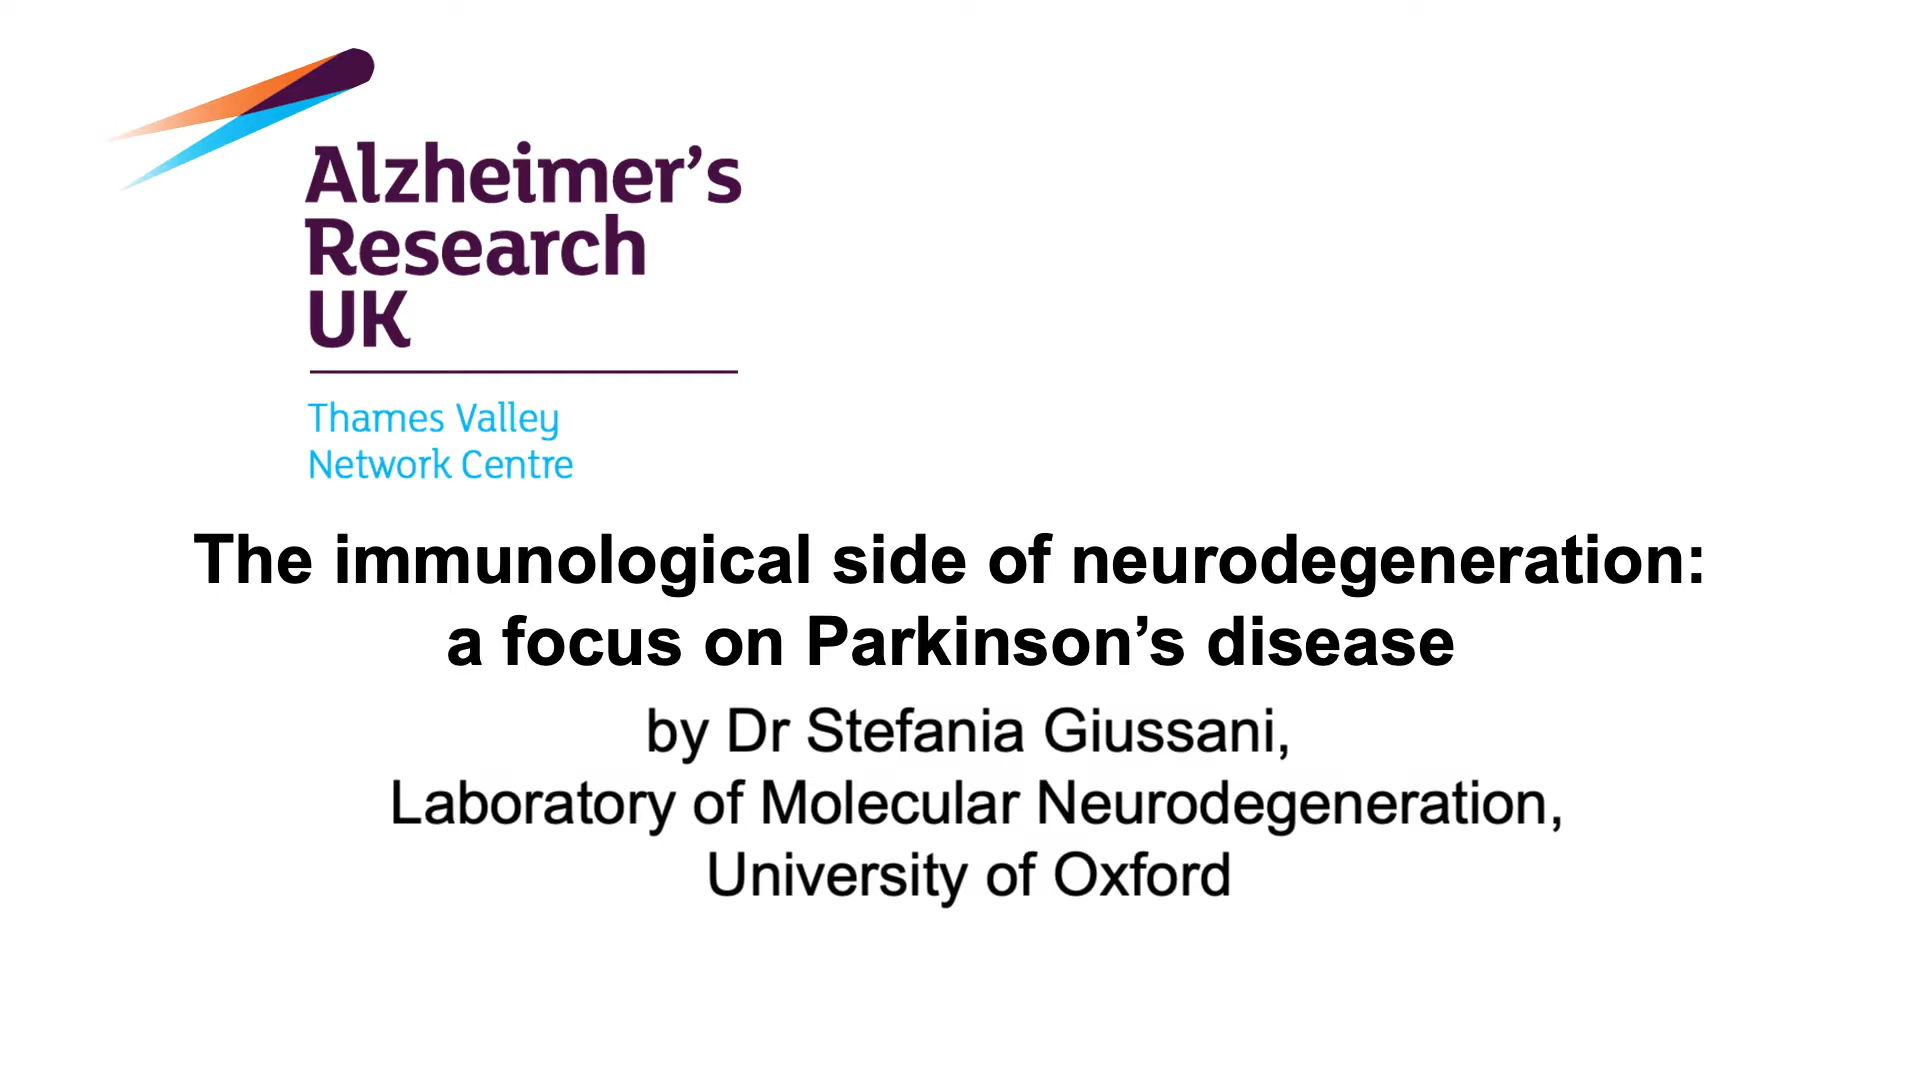 Alzheimer’s
Research
UK
Thames Valley
Network Centre
The immunological side of neurodegeneration:
a focus on Parkinson’s disease
by Dr Stefania Giussani,
Laboratory of Molecular Neurodegeneration,
University of Oxford